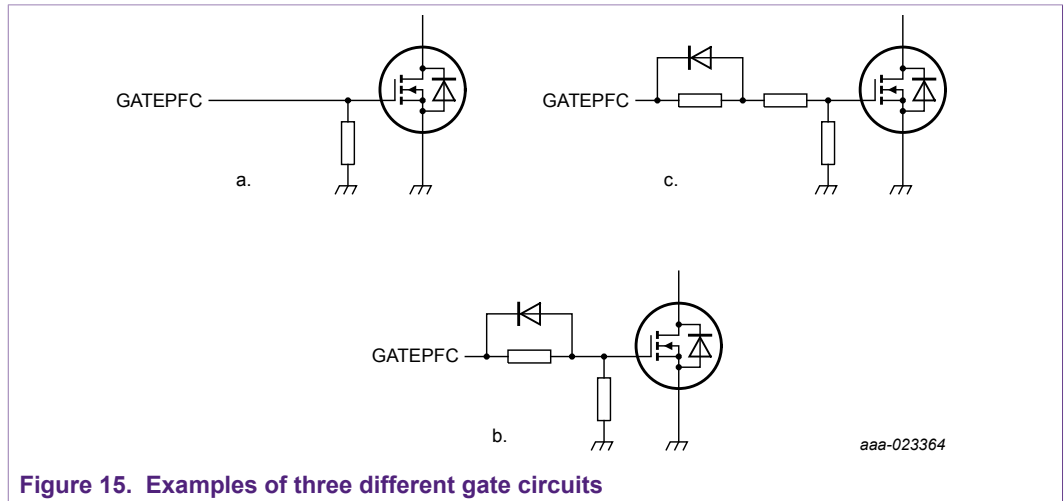 GATEPFC
GATEPFC
a.
c.
GATEPFC
b.
aaa-023364
Figure 15. Examples of three different gate circuits